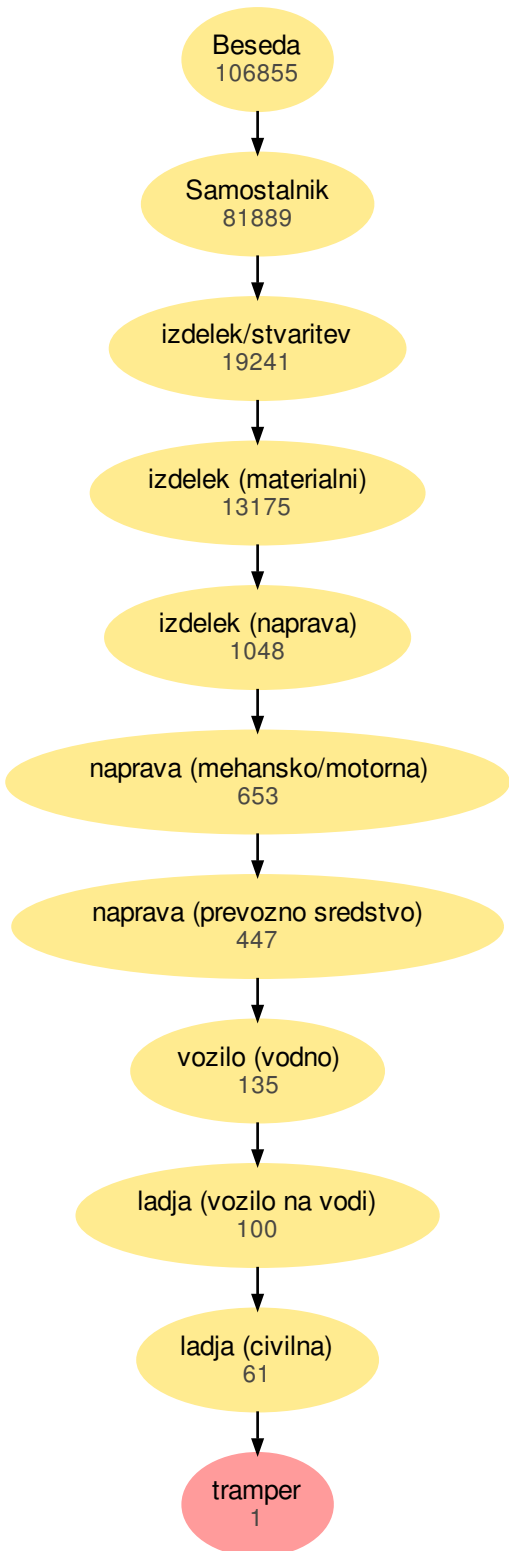 Beseda
106855
Samostalnik
81889
izdelek/stvaritev
19241
izdelek (materialni)
13175
izdelek (naprava)
1048
naprava (mehansko/motorna)
653
naprava (prevozno sredstvo)
447
vozilo (vodno)
135
ladja (vozilo na vodi)
100
ladja (civilna)
61
tramper
1